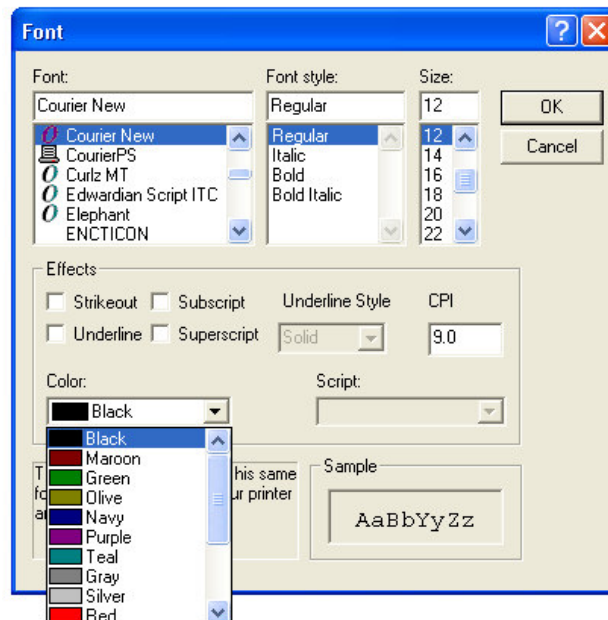 Font
Font: Font style: Size:
Courier New Regular 12
OK
Cancel
Courier New Regular 12
CourierPS Italic 14
Curlz MT Bold 16
Edwardian Script ITC Bold Italic 18
Elephant 20
ENCTICON 22
Effects
Strikeout Subscript Underline Style CPI
Underline Superscript Solid 9.0
Color: Script:
Black
Black
Maroon
Green
Olive
Navy
Purple
Teal
Gray
Silver
Red
T his same
ur printer
Sample
AaBbYyZz